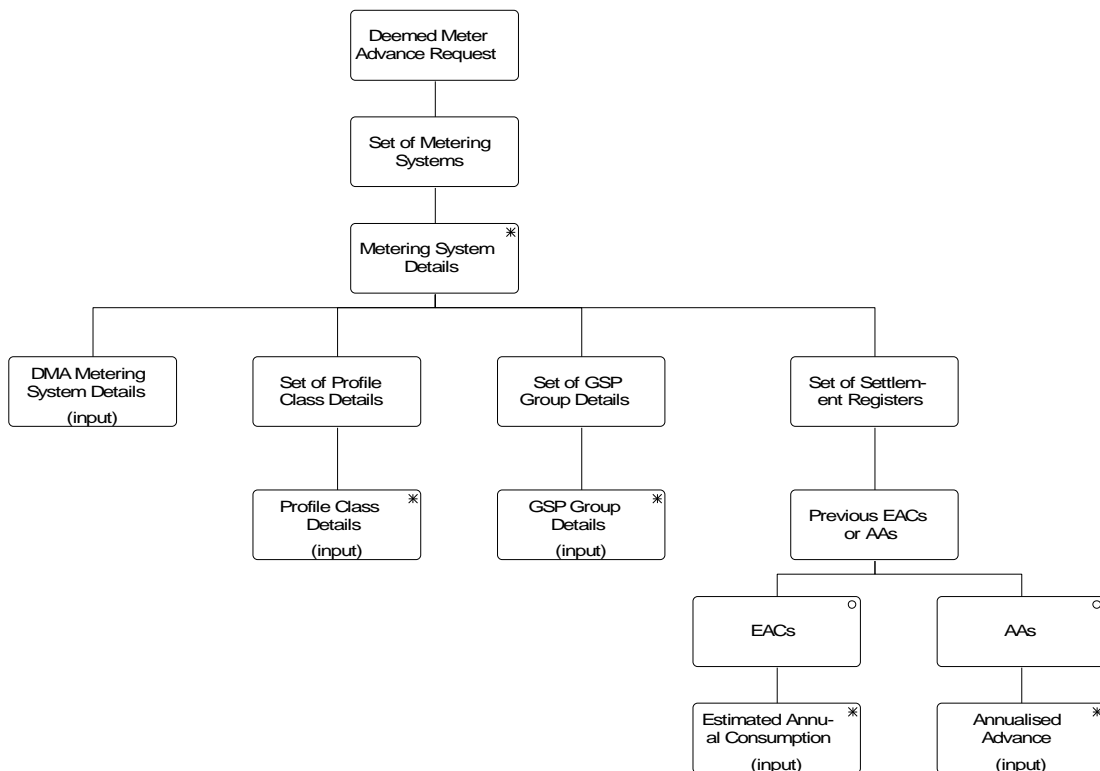 Deemed Meter
Advance Request
Set of Metering
Systems
Metering System
Details
DMA Metering
System Details
(input)
Set of Profile
Class Details
Set of GSP
Group Details
Set of Settlem-
ent Registers
Profile Class
Details
(input)
GSP Group
Details
(input)
Previous EACs
or AAs
EACs
AAs
Estimated Annu-
al Consumption
(input)
Annualised
Advance
(input)